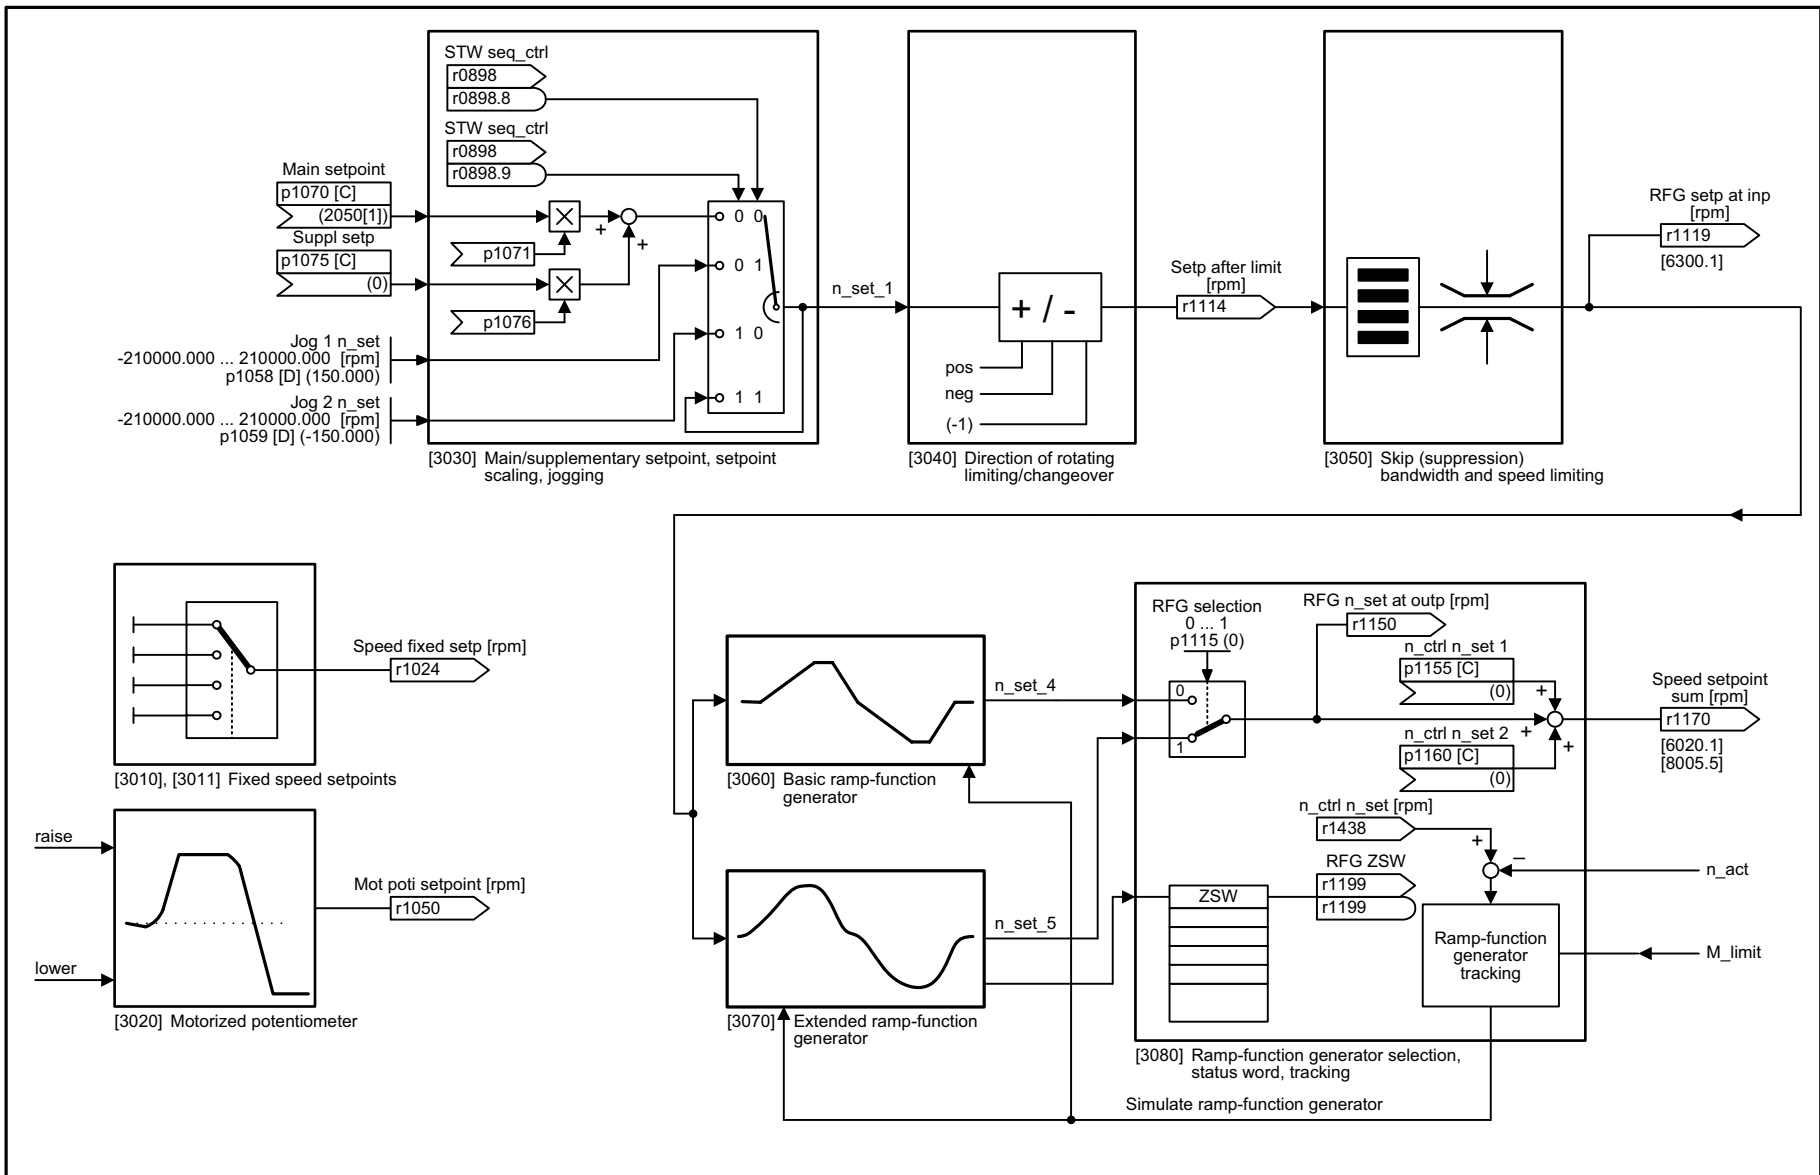 STW seq_ctrl
r0898
r0898.8
STW seq_ctrl
r0898
r0898.9
Main setpoint
p1070 [C]
(2050[1])
Suppl setp
p1075 [C]
(0)
p1071
p1076
0 0
0 1
1 0
1 1
Jog 1 n_set
-210000.000 ... 210000.000 [rpm]
p1058 [D] (150.000)
Jog 2 n_set
-210000.000 ... 210000.000 [rpm]
p1059 [D] (-150.000)
+
+
[3030] Main/supplementary setpoint, setpoint
scaling, jogging
n_set_1
+ / -
pos
neg
(-1)
[3040] Direction of rotating
limiting/changeover
Setp after limit
[rpm]
r1114
[3050] Skip (suppression)
bandwidth and speed limiting
RFG setp at inp
[rpm]
r1119
[6300.1]
Speed fixed setp [rpm]
r1024
[3010], [3011] Fixed speed setpoints
raise
lower
Mot poti setpoint [rpm]
r1050
[3020] Motorized potentiometer
n_set_4
[3060] Basic ramp-function
generator
n_set_5
[3070] Extended ramp-function
generator
RFG selection
0 ... 1
p1115 (0)
0
1
RFG n_set at outp [rpm]
r1150
n_ctrl n_set 1
p1155 [C]
(0)
+
+
+
n_ctrl n_set 2
p1160 [C]
(0)
Speed setpoint
sum [rpm]
r1170
[6020.1]
[8005.5]
n_ctrl n_set [rpm]
r1438
+
–
n_act
RFG ZSW
r1199
r1199
ZSW
Ramp-function
generator
tracking
M_limit
[3080] Ramp-function generator selection,
status word, tracking
Simulate ramp-function generator